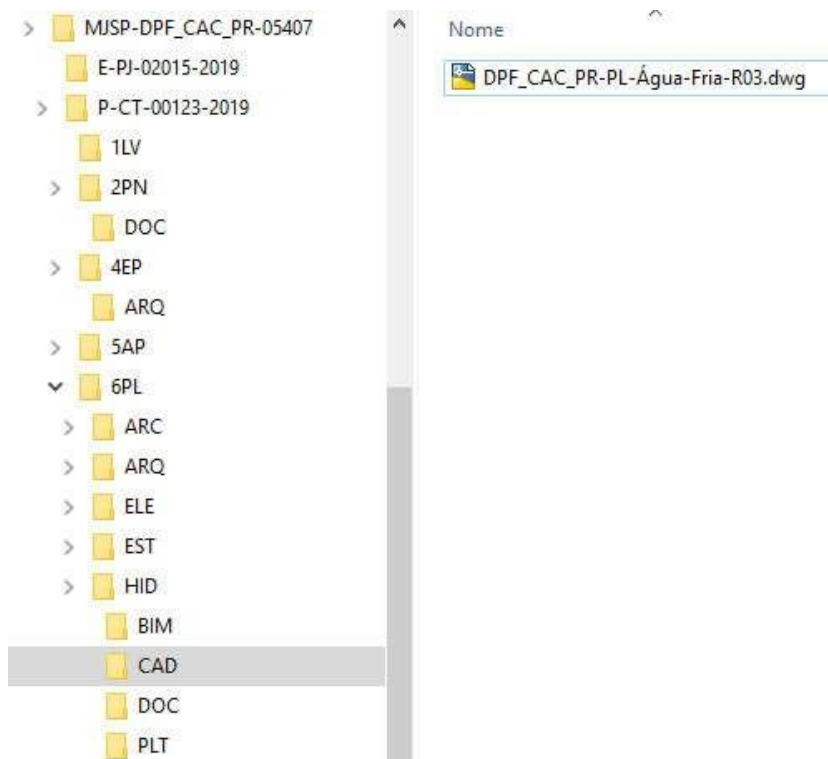 MJSP-DPF_CAC_PR-05407
E-PJ-02015-2019
P-CT-00123-2019
1LV
2PN
DOC
4EP
ARQ
5AP
6PL
ARC
ARQ
ELE
EST
HID
BIM
CAD
DOC
PLT
Nome
DPF_CAC_PR-PL-Água-Fria-R03.dwg